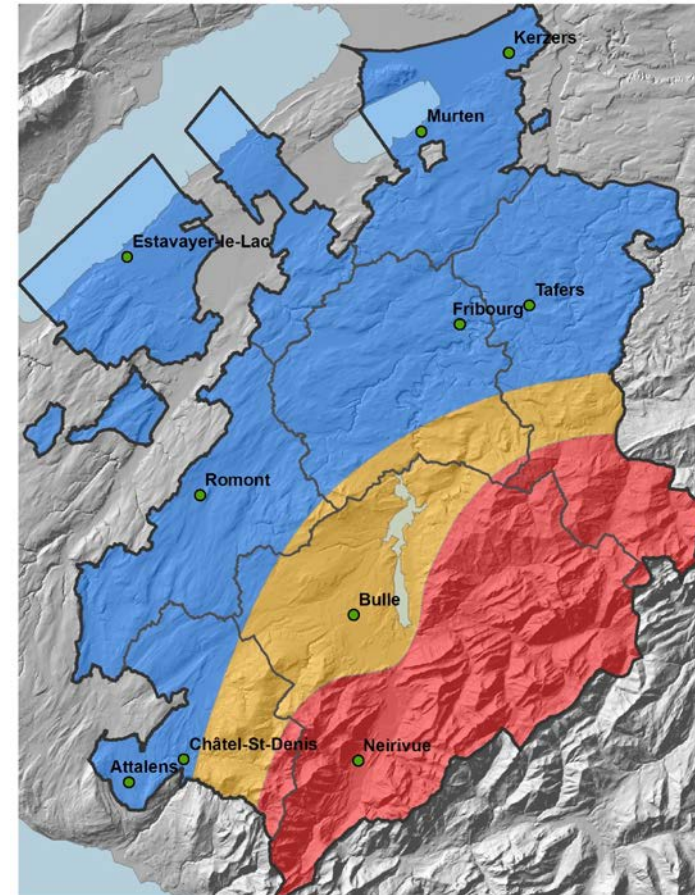 Kerzers
Murten
Estavayer-le-Lac
Tafers
Fribourg
Romont
Bulle
Châtel-St-Denis
Neirivue
Attalens